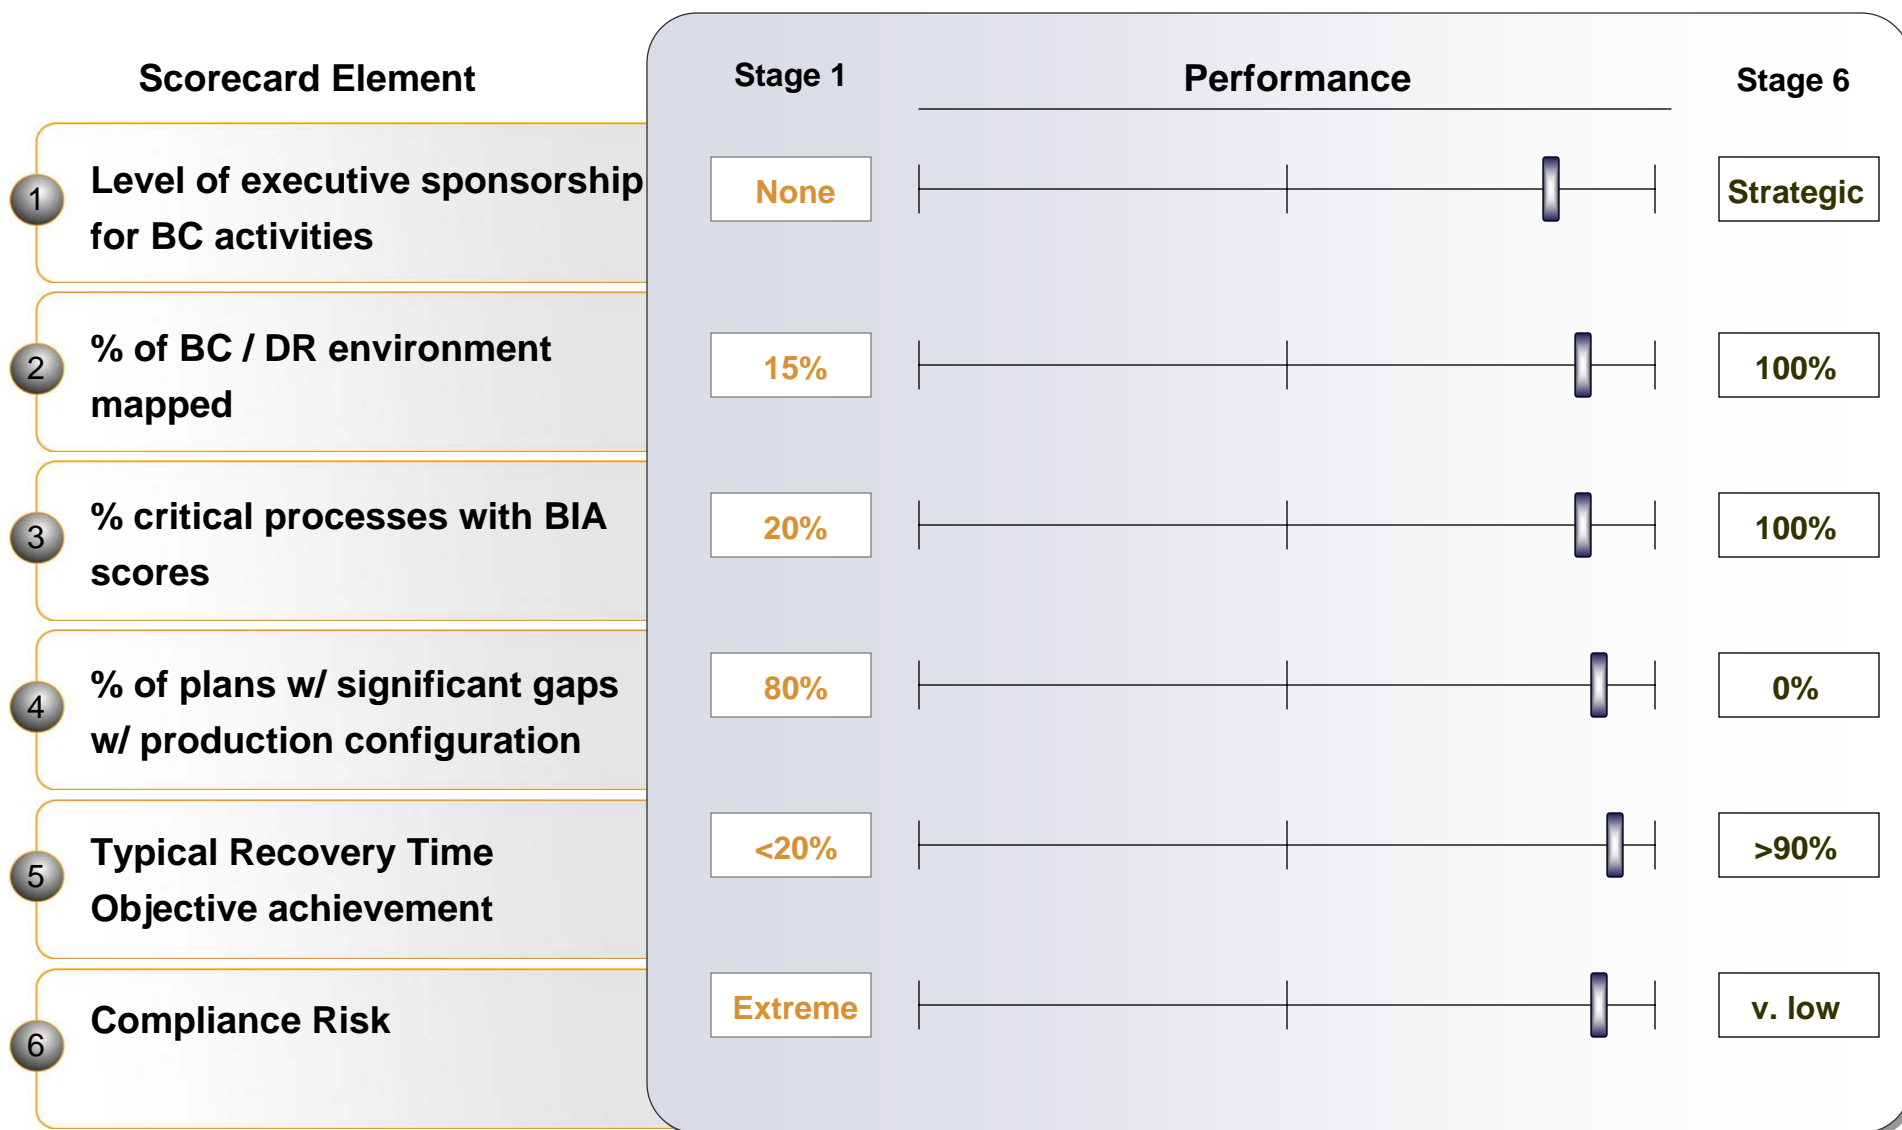 Scorecard Element
Stage 1
Performance
Stage 6
1
Level of executive sponsorship
for BC activities
None
Strategic
2
% of BC / DR environment
mapped
15%
100%
3
% critical processes with BIA
scores
20%
100%
4
% of plans w/ significant gaps
w/ production configuration
80%
0%
5
Typical Recovery Time
Objective achievement
<20%
>90%
6
Compliance Risk
Extreme
v. low